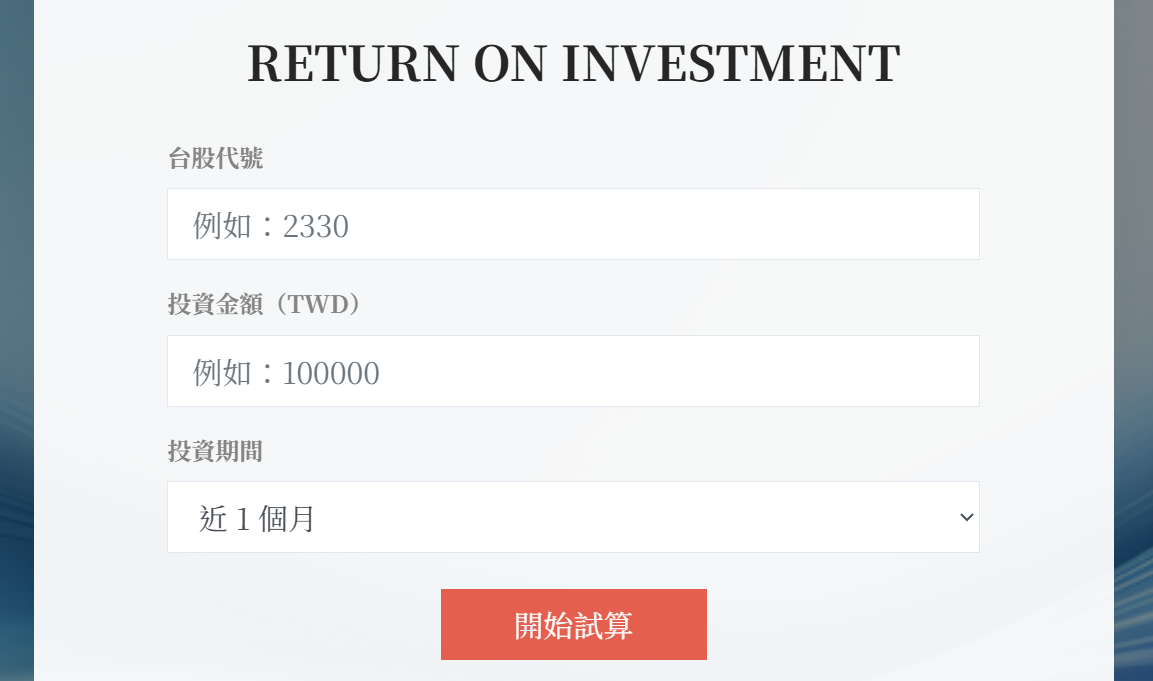 RETURN ON INVESTMENT
台股代號
例如：2330
投資金額（TWD）
例如：100000
投資期間
近 1 個月
開始試算